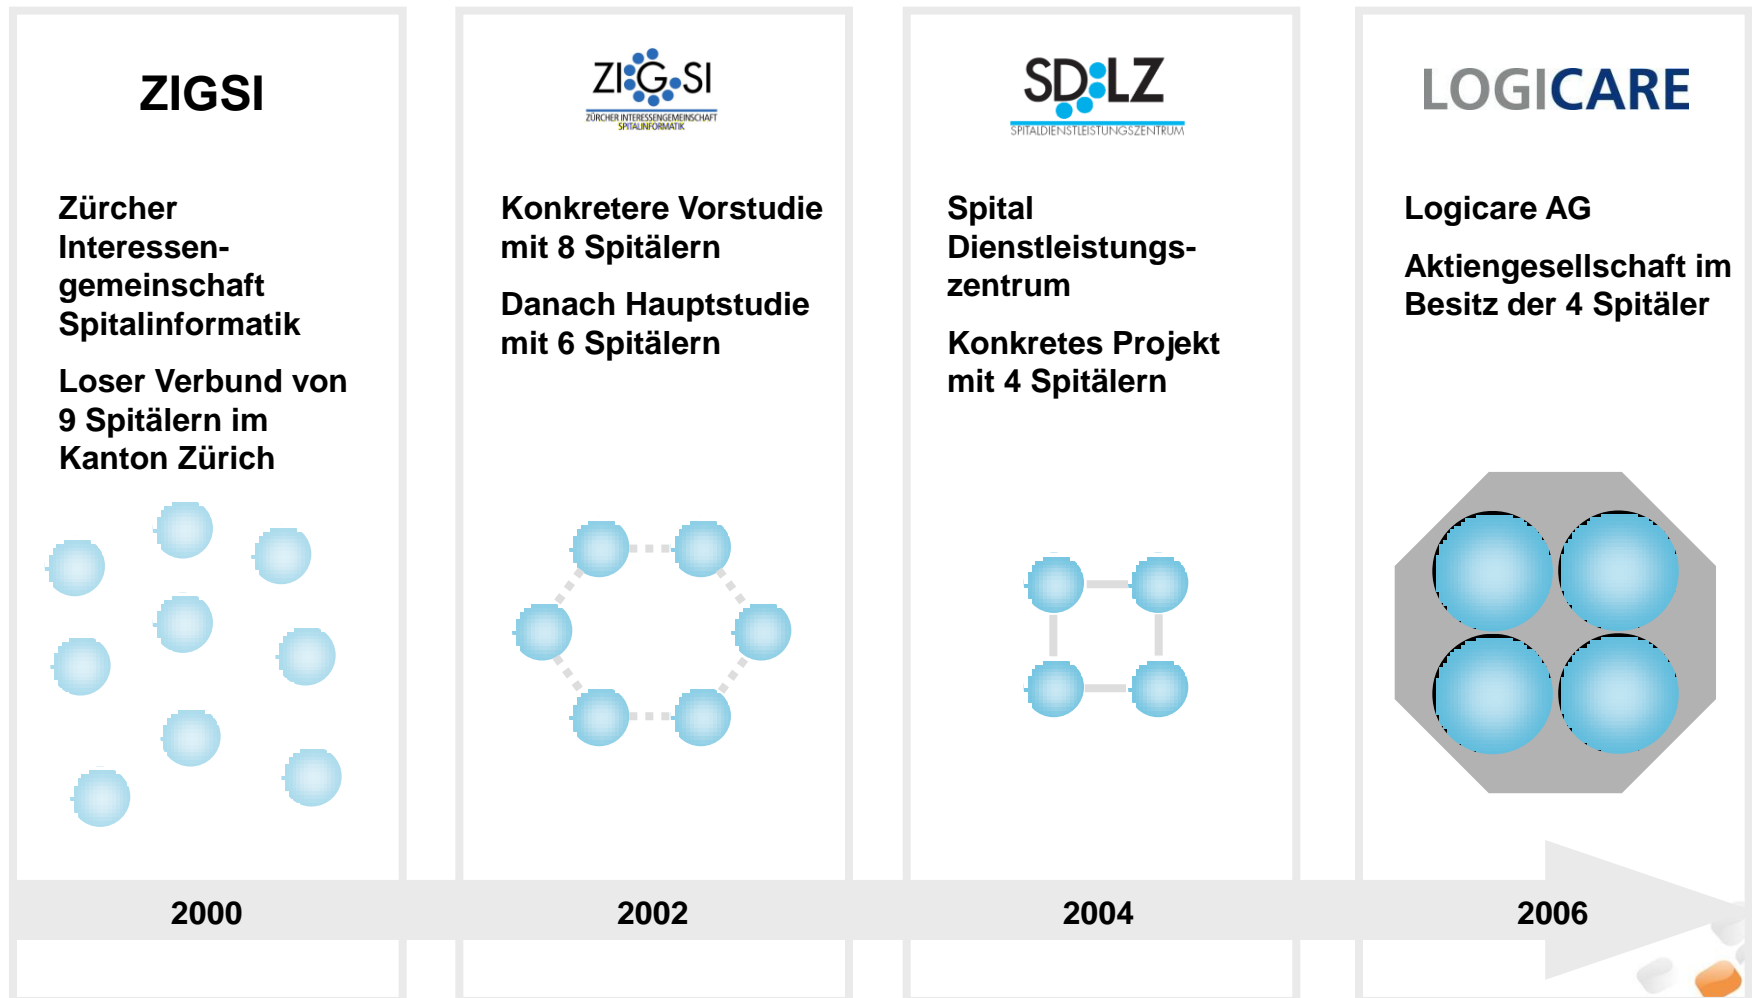 ZIGSI
Zürcher
Interessen-
gemeinschaft
Spitalinformatik
Loser Verbund von
9 Spitälern im
Kanton Zürich
ZIGSI
ZÜRCHER INTERESSENGEMEINSCHAFT
SPITALINFORMATIK
Konkretere Vorstudie
mit 8 Spitälern
Danach Hauptstudie
mit 6 Spitälern
SDLZ
SPITALDIENSTLEISTUNGSZENTRUM
Spital
Dienstleistungs-
zentrum
Konkretes Projekt
mit 4 Spitälern
LOGICARE
Logicare AG
Aktiengesellschaft im
Besitz der 4 Spitäler
2000
2002
2004
2006